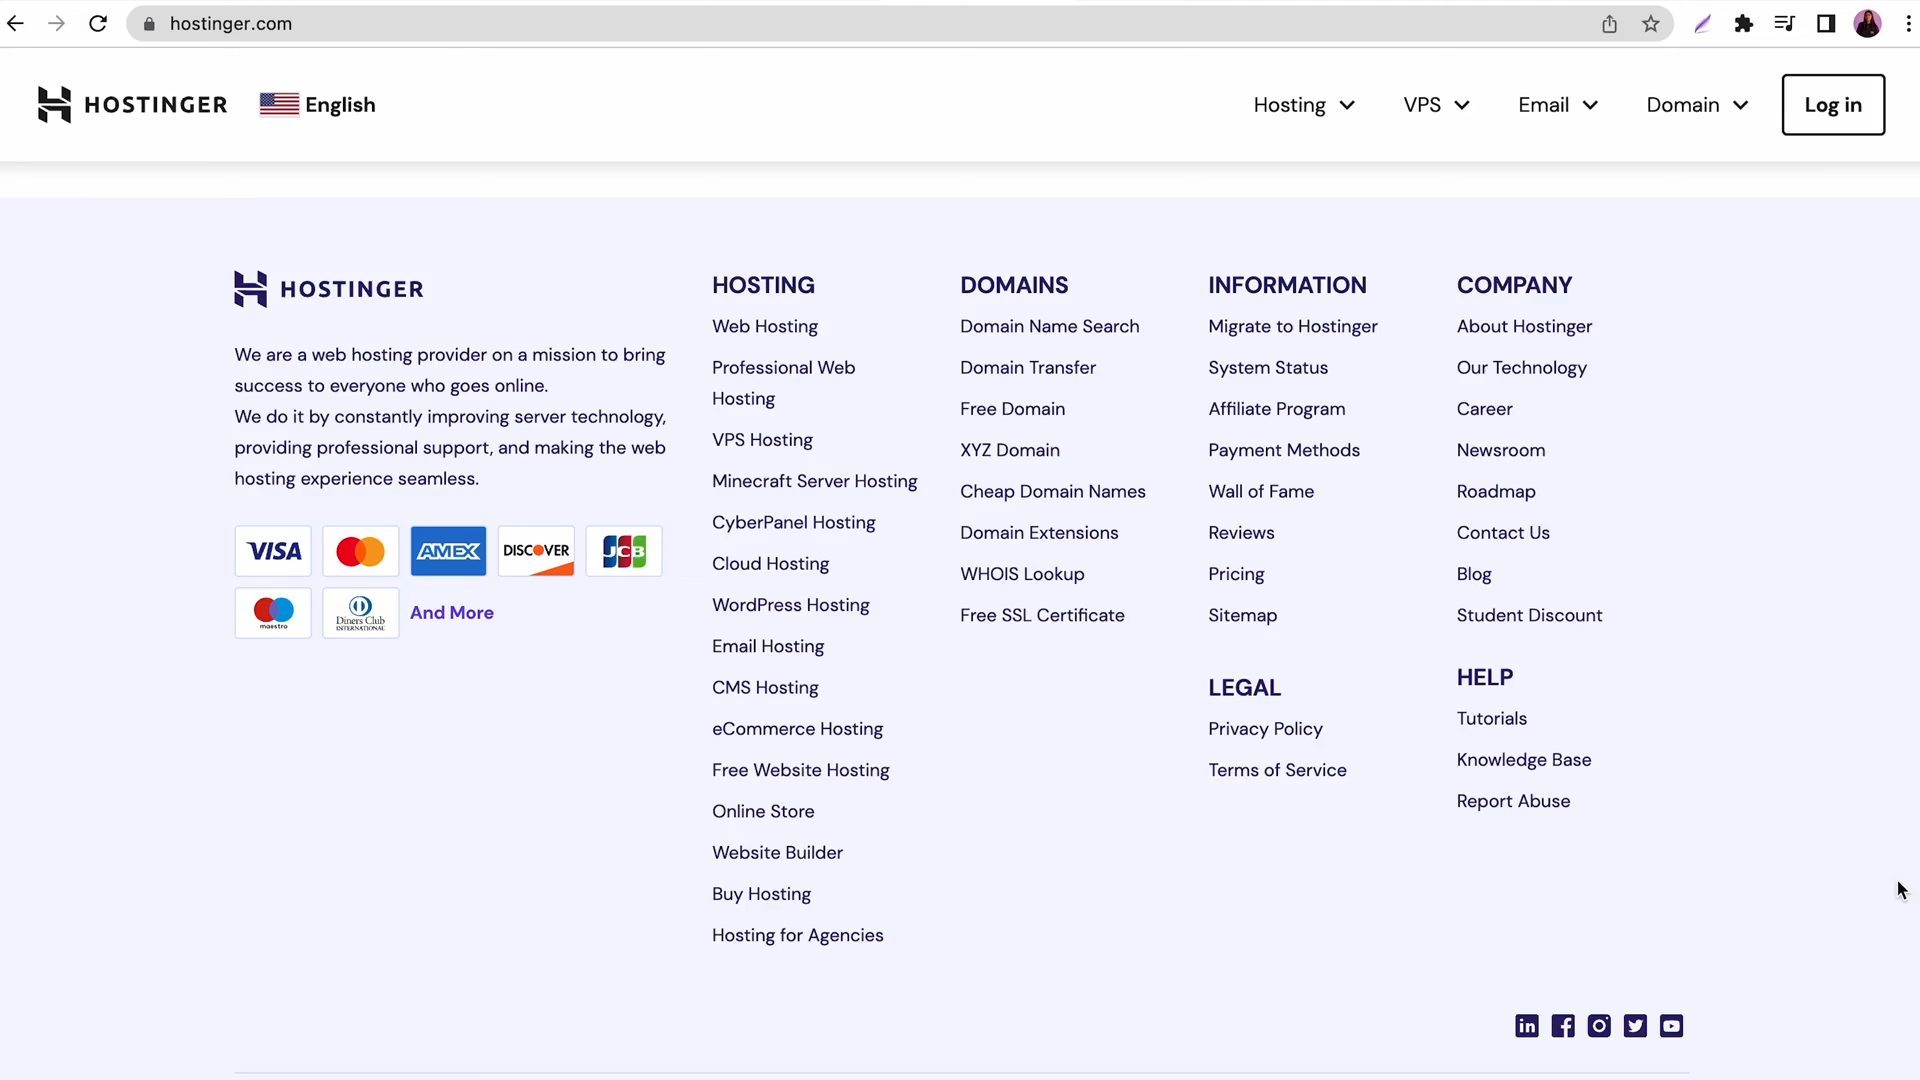 hostinger.com
HOSTINGER
English
Hosting
VPS
Email
Domain
Log in
HOSTINGER
We are a web hosting provider on a mission to bring
success to everyone who goes online.
We do it by constantly improving server technology,
providing professional support, and making the web
hosting experience seamless.
VISA
AMEX
DISCOVER
JCB
maestro
Diners Club
INTERNATIONAL
And More
HOSTING
Web Hosting
Professional Web
Hosting
VPS Hosting
Minecraft Server Hosting
CyberPanel Hosting
Cloud Hosting
WordPress Hosting
Email Hosting
CMS Hosting
eCommerce Hosting
Free Website Hosting
Online Store
Website Builder
Buy Hosting
Hosting for Agencies
DOMAINS
Domain Name Search
Domain Transfer
Free Domain
XYZ Domain
Cheap Domain Names
Domain Extensions
WHOIS Lookup
Free SSL Certificate
INFORMATION
Migrate to Hostinger
System Status
Affiliate Program
Payment Methods
Wall of Fame
Reviews
Pricing
Sitemap
LEGAL
Privacy Policy
Terms of Service
COMPANY
About Hostinger
Our Technology
Career
Newsroom
Roadmap
Contact Us
Blog
Student Discount
HELP
Tutorials
Knowledge Base
Report Abuse
in